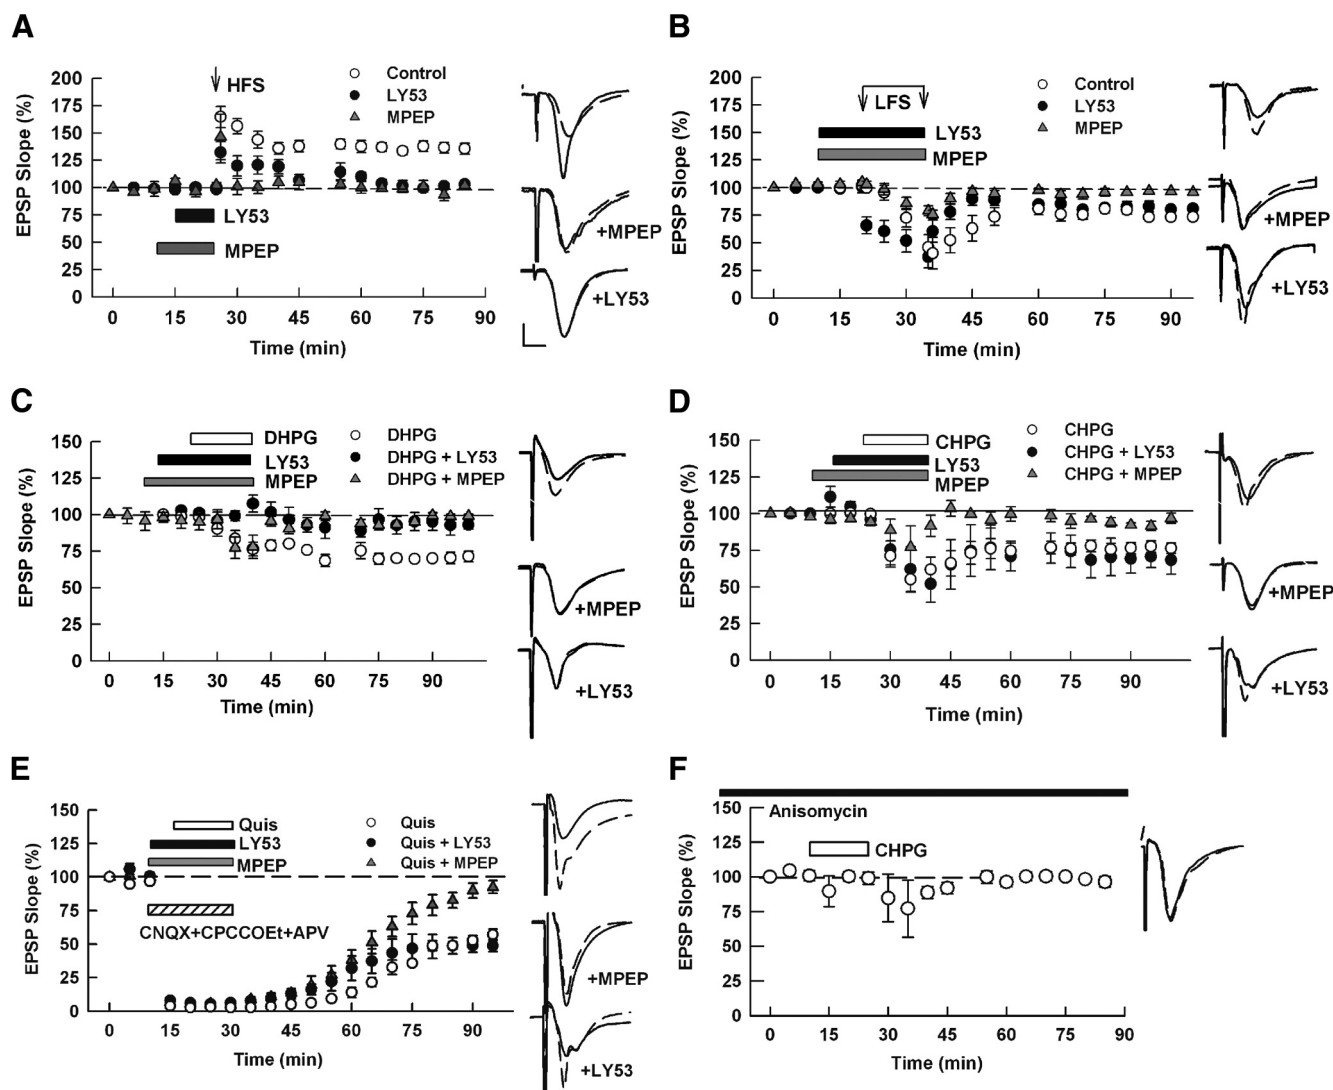 A
EPSP Slope (%)
200
175
150
125
100
75
50
25
0
HFS
Control
LY53
MPEP
LY53
MPEP
0 15 30 45 60 75 90
Time (min)
+MPEP
+LY53
B
EPSP Slope (%)
200
175
150
125
100
75
50
25
0
LFS
Control
LY53
MPEP
LY53
MPEP
0 15 30 45 60 75 90
Time (min)
+MPEP
+LY53
C
EPSP Slope (%)
150
125
100
75
50
25
0
DHPG
LY53
MPEP
DHPG
DHPG + LY53
DHPG + MPEP
0 15 30 45 60 75 90
Time (min)
+MPEP
+LY53
D
EPSP Slope (%)
150
125
100
75
50
25
0
CHPG
LY53
MPEP
CHPG
CHPG + LY53
CHPG + MPEP
0 15 30 45 60 75 90
Time (min)
+MPEP
+LY53
E
EPSP Slope (%)
150
125
100
75
50
25
0
Quis
LY53
MPEP
CNQX+CPCCOEt+APV
Quis
Quis + LY53
Quis + MPEP
0 15 30 45 60 75 90
Time (min)
+MPEP
+LY53
F
EPSP Slope (%)
150
125
100
75
50
25
0
Anisomycin
CHPG
0 15 30 45 60 75 90
Time (min)